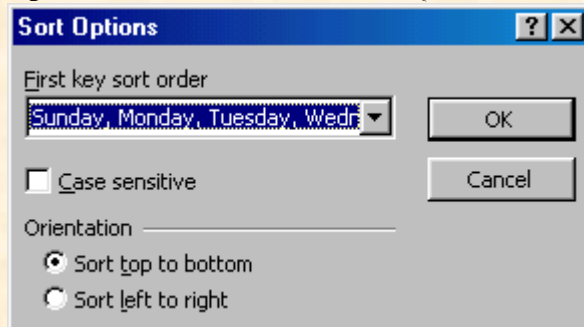 Sort Options
First key sort order
Sunday, Monday, Tuesday, Wedn
OK
Case sensitive
Cancel
Orientation
Sort top to bottom
Sort left to right